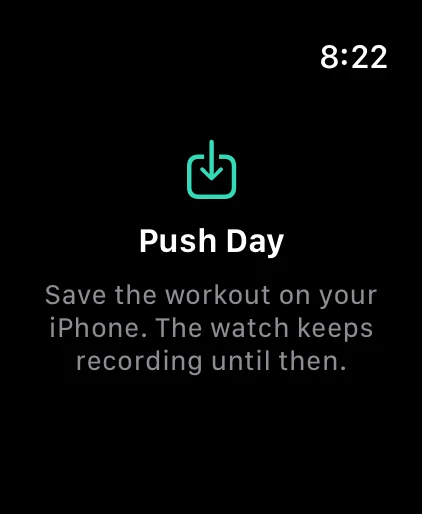 8:22
Push Day
Save the workout on your
iPhone. The watch keeps
recording until then.